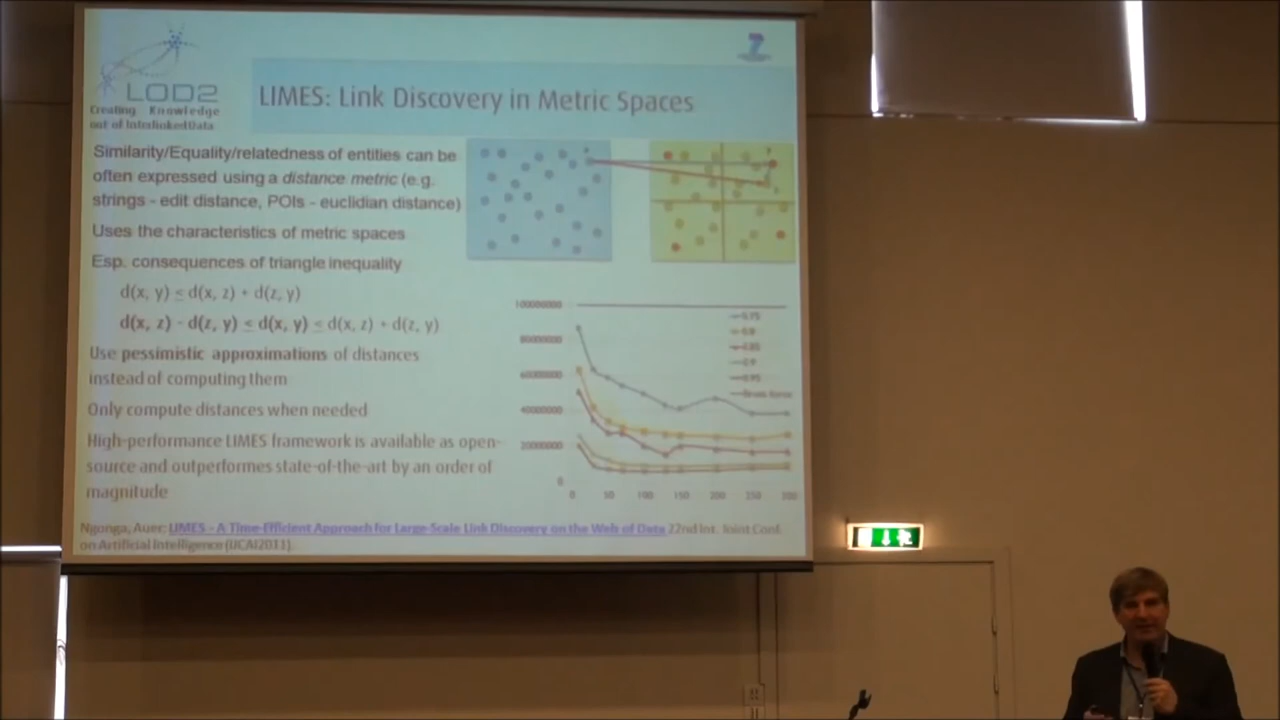 LOD2
Creating Knowledge
out of Interlinked Data
LIMES: Link Discovery in Metric Spaces
Similarity/Equality/relatedness of entities can be
often expressed using a distance metric (e.g.
strings - edit distance, POIs - euclidian distance)
Uses the characteristics of metric spaces
Esp. consequences of triangle inequality
d(x, y) ≤ d(x, z) + d(z, y)
d(x, z) - d(z, y) ≤ d(x, y) ≤ d(x, z) + d(z, y)
Use pessimistic approximations of distances
instead of computing them
Only compute distances when needed
High-performance LIMES framework is available as open-
source and outperformes state-of-the-art by an order of
magnitude
100000000
80000000
60000000
40000000
20000000
0
0 50 100 150 200 250 300
0.75
0.8
0.85
0.9
0.95
Brute force
Ngonga, Auer: LIMES - A Time-Efficient Approach for Large-Scale Link Discovery on the Web of Data 22nd Int. Joint Conf.
on Artificial Intelligence (IJCAI2011).